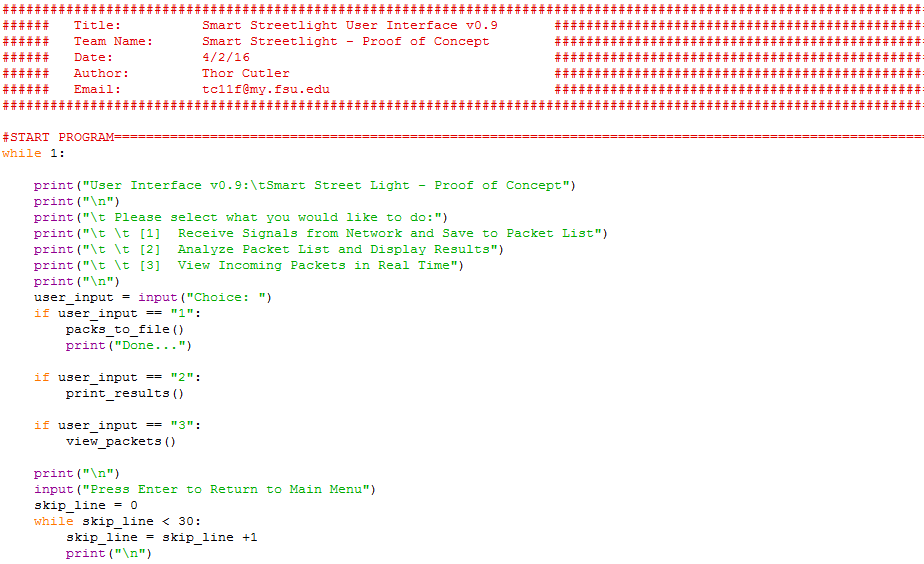 ####################################################################################################################
###### Title: Smart Streetlight User Interface v0.9 ##############################################
###### Team Name: Smart Streetlight - Proof of Concept ##############################################
###### Date: 4/2/16 ##############################################
###### Author: Thor Cutler ##############################################
###### Email: tc11f@my.fsu.edu ##############################################
####################################################################################################################
#START PROGRAM=====================================================================================================
while 1:
    print("User Interface v0.9:\tSmart Street Light - Proof of Concept")
    print("\n")
    print("\t Please select what you would like to do:")
    print("\t \t [1]  Receive Signals from Network and Save to Packet List")
    print("\t \t [2]  Analyze Packet List and Display Results")
    print("\t \t [3]  View Incoming Packets in Real Time")
    print("\n")
    user_input = input("Choice: ")
    if user_input == "1":
        packs_to_file()
        print("Done...")
    if user_input == "2":
        print_results()
    if user_input == "3":
        view_packets()
    print("\n")
    input("Press Enter to Return to Main Menu")
    skip_line = 0
    while skip_line < 30:
        skip_line = skip_line +1
        print("\n")